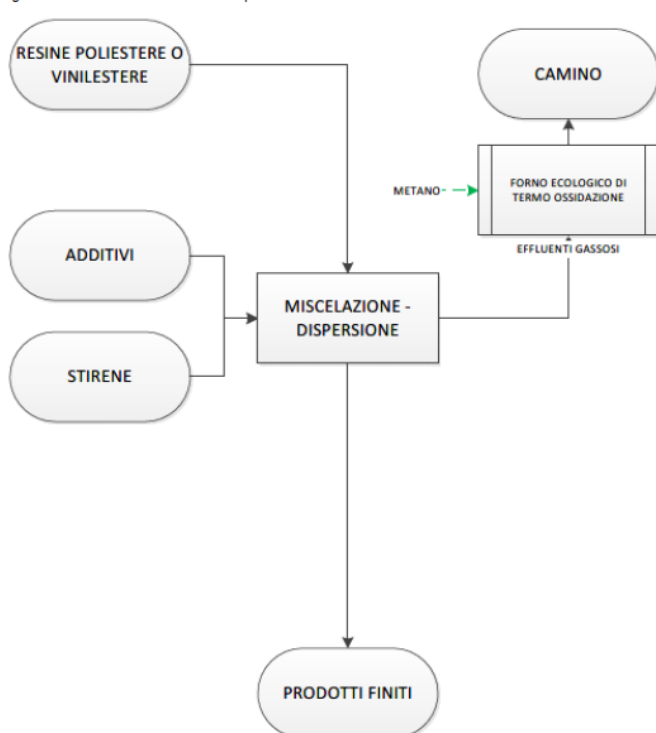 RESINE POLIESTERE O
VINILESTERE
CAMINO
METANO
FORNO ECOLOGICO DI
TERMO OSSIDAZIONE
EFFLUENTI GASSOSI
ADDITIVI
MISCELAZIONE -
DISPERSIONE
STIRENE
PRODOTTI FINITI